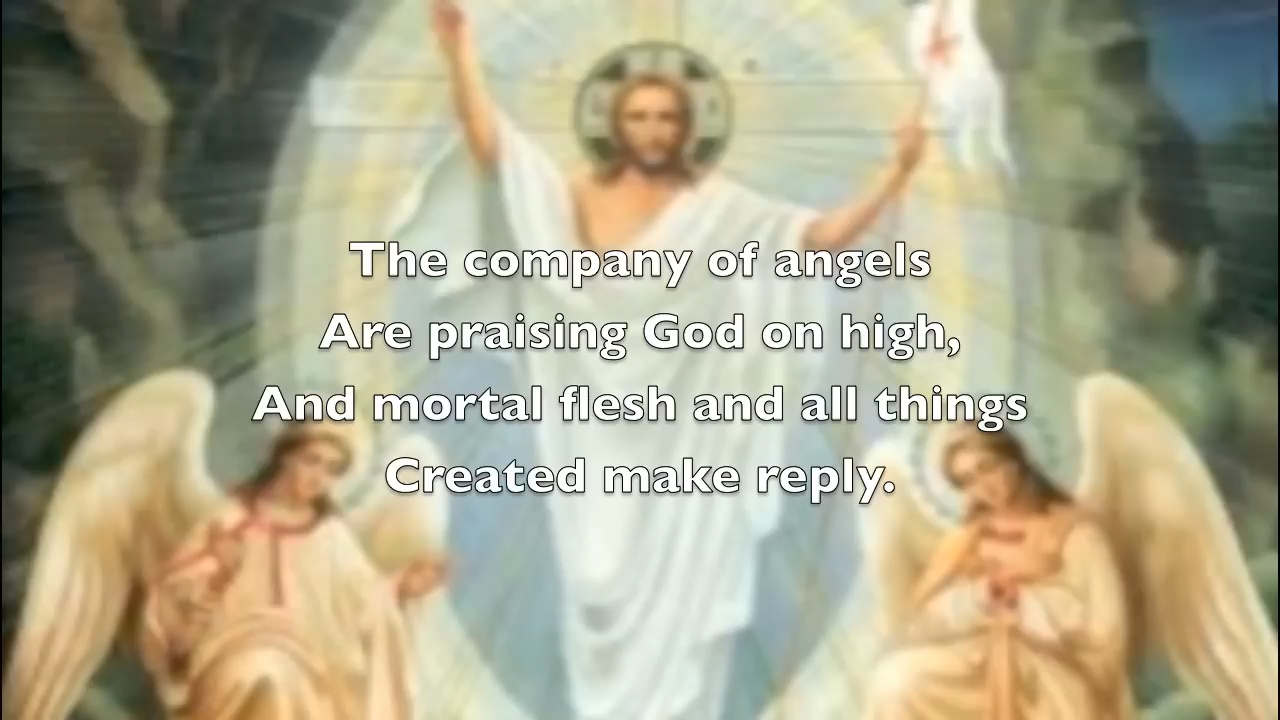 The company of angels
Are praising God on high,
And mortal flesh and all things
Created make reply.